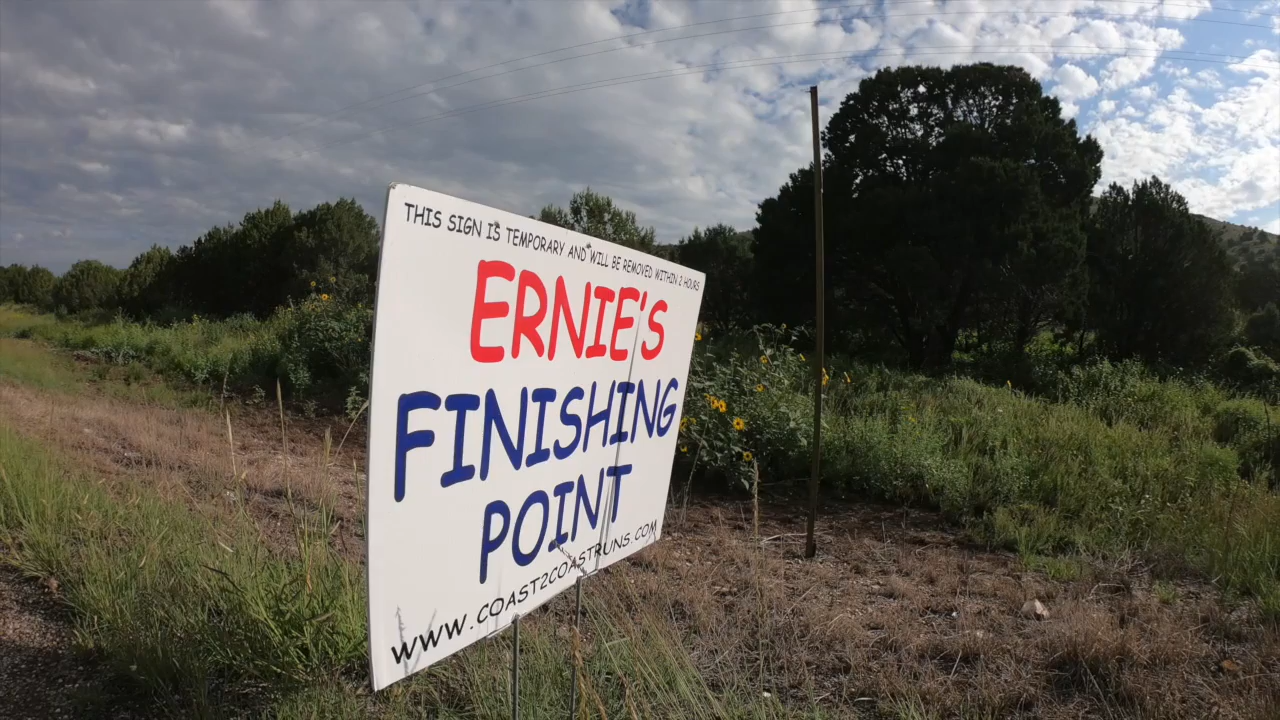 THIS SIGN IS TEMPORARY AND WILL BE REMOVED WITHIN 2 HOURS
ERNIE'S
FINISHING
POINT
WWW.COAST2COASTRUNS.COM